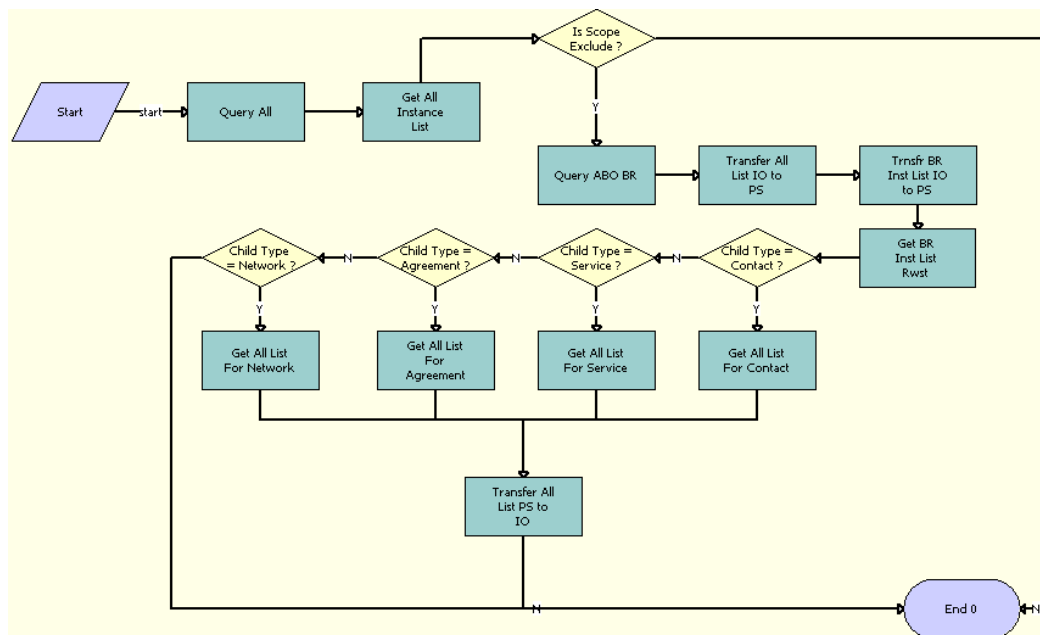 Is Scope
Exclude ?
Start
start
Query All
Get All
Instance
List
Y
Query ABO BR
Transfer All
List IO to
PS
Trnsfr BR
Inst List IO
to PS
Child Type
= Network ?
N
Child Type =
Agreement ?
N
Child Type =
Service ?
N
Child Type =
Contact ?
Get BR
Inst List
Rwst
Y
Y
Y
Y
Get All List
For Network
Get All List
For
Agreement
Get All List
For Service
Get All List
For Contact
Transfer All
List PS to
IO
N
End 0
N